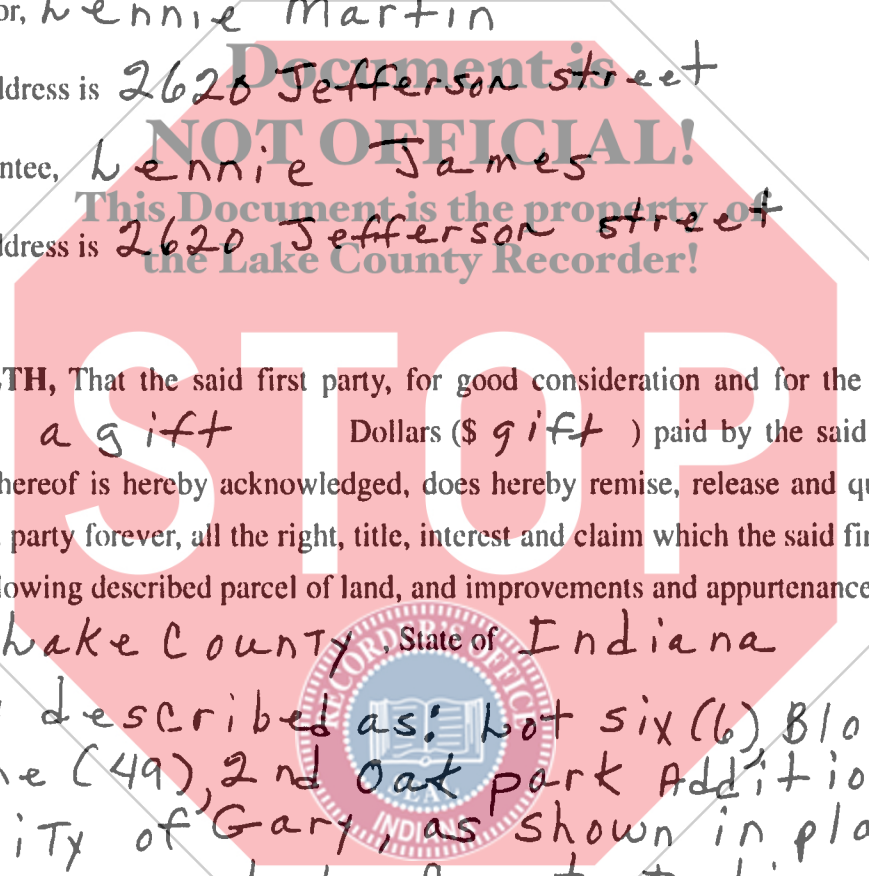 or, Lennie Martin
Document is
ddress is 2620 Jefferson street
NOT OFFICIAL!
ntee, Lennie James
This Document is the property of
ddress is 2620 Jefferson street
the Lake County Recorder!
STOP
TH, That the said first party, for good consideration and for the
a gift Dollars ($ gift ) paid by the said
hereof is hereby acknowledged, does hereby remise, release and qu
party forever, all the right, title, interest and claim which the said fir
lowing described parcel of land, and improvements and appurtenance
Lake County, State of Indiana
described as: Lot six (6), Blo
ne (49), 2nd Oak park Additio
ity of Gary, as shown in pla
RECORDER'S OFFICE
INDIANA